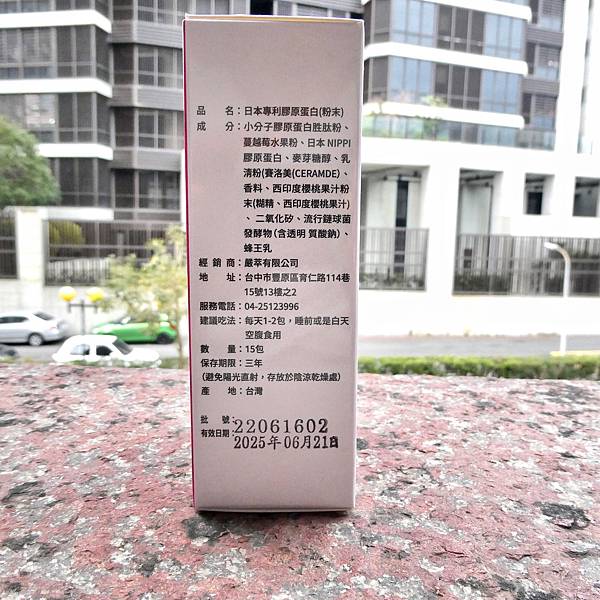 品　　名：日本專利膠原蛋白(粉末)
成　　分：小分子膠原蛋白胜肽粉、
蔓越莓水果粉、日本 NIPPI
膠原蛋白、麥芽糖醇、乳
清粉(賽洛美(CERAMDE)、
香料、西印度櫻桃果汁粉
末(糊精、西印度櫻桃果汁)
、二氧化矽、流行鏈球菌
發酵物(含透明 質酸鈉)、
蜂王乳
經 銷 商：嚴萃有限公司
地　　址：台中市豐原區育仁路114巷
15號13樓之2
服務電話：04-25123996
建議吃法：每天1-2包，睡前或是白天
空腹食用
數　　量：15包
保存期限：三年
(避免陽光直射，存放於陰涼乾燥處)
產　　地：台灣
批　　號：22061602
有效日期：2025年06月21日